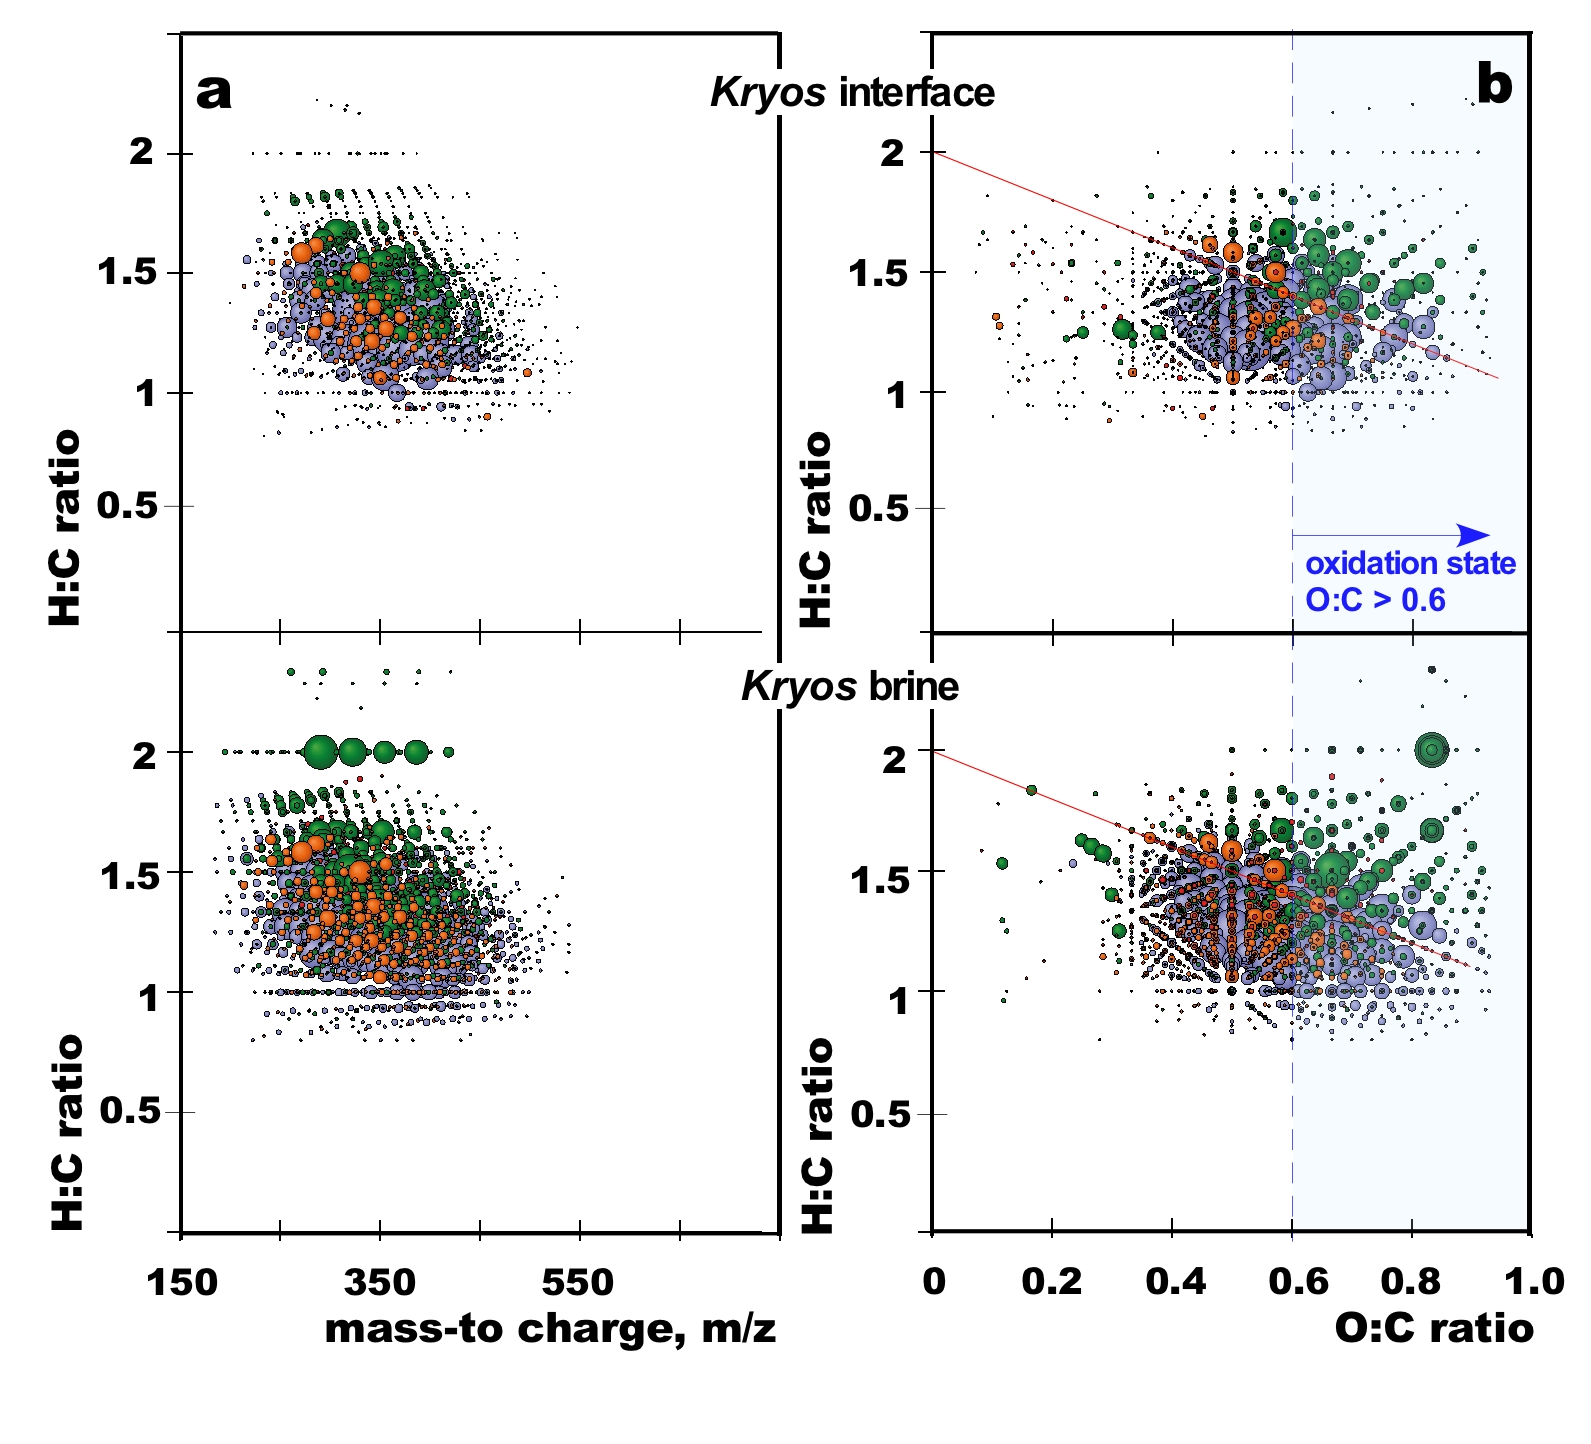 a
Kryos interface
b
2
1.5
1
0.5
H:C ratio
2
1.5
1
0.5
H:C ratio
oxidation state
O:C > 0.6
Kryos brine
2
1.5
1
0.5
H:C ratio
2
1.5
1
0.5
H:C ratio
150 350 550
0 0.2 0.4 0.6 0.8 1.0
mass-to charge, m/z
O:C ratio